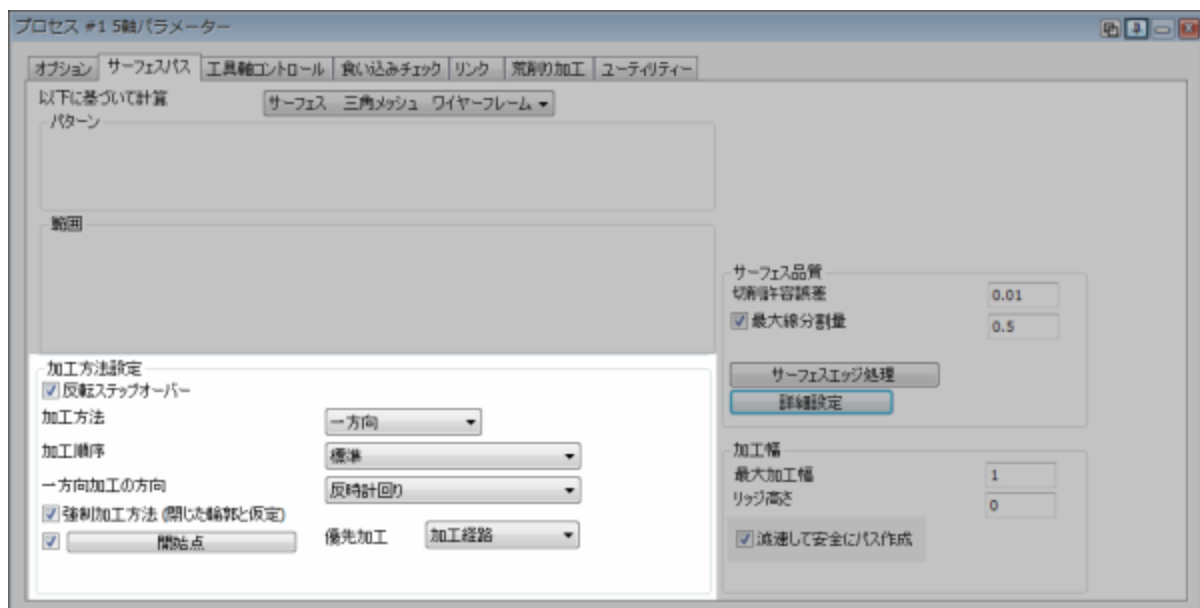 プロセス #1 5軸パラメーター
オプション サーフェスパス 工具軸コントロール 食い込みチェック リンク 荒削り加工 ユーティリティー
以下に基づいて計算 サーフェス 三角メッシュ ワイヤーフレーム
パターン
範囲
加工方法設定
反転ステップオーバー
加工方法 一方向
加工順序 標準
一方向加工の方向 反時計回り
強制加工方法 (閉じた輪郭と仮定)
開始点 優先加工 加工経路
サーフェス品質
切削許容誤差 0.01
最大線分割量 0.5
サーフェスエッジ処理
詳細設定
加工幅
最大加工幅 1
リッジ高さ 0
減速して安全にパス作成